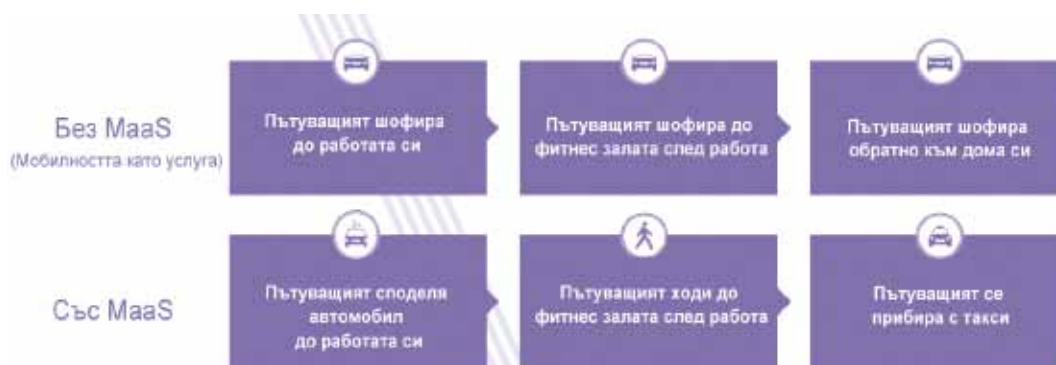 Без MaaS
(Мобилността като услуга)
Пътуващият шофира
до работата си
Пътуващият шофира до
фитнес залата след работа
Пътуващият шофира
обратно към дома си
Със MaaS
Пътуващият споделя
автомобил
до работата си
Пътуващият ходи до
фитнес залата след работа
Пътуващият се
прибира с такси